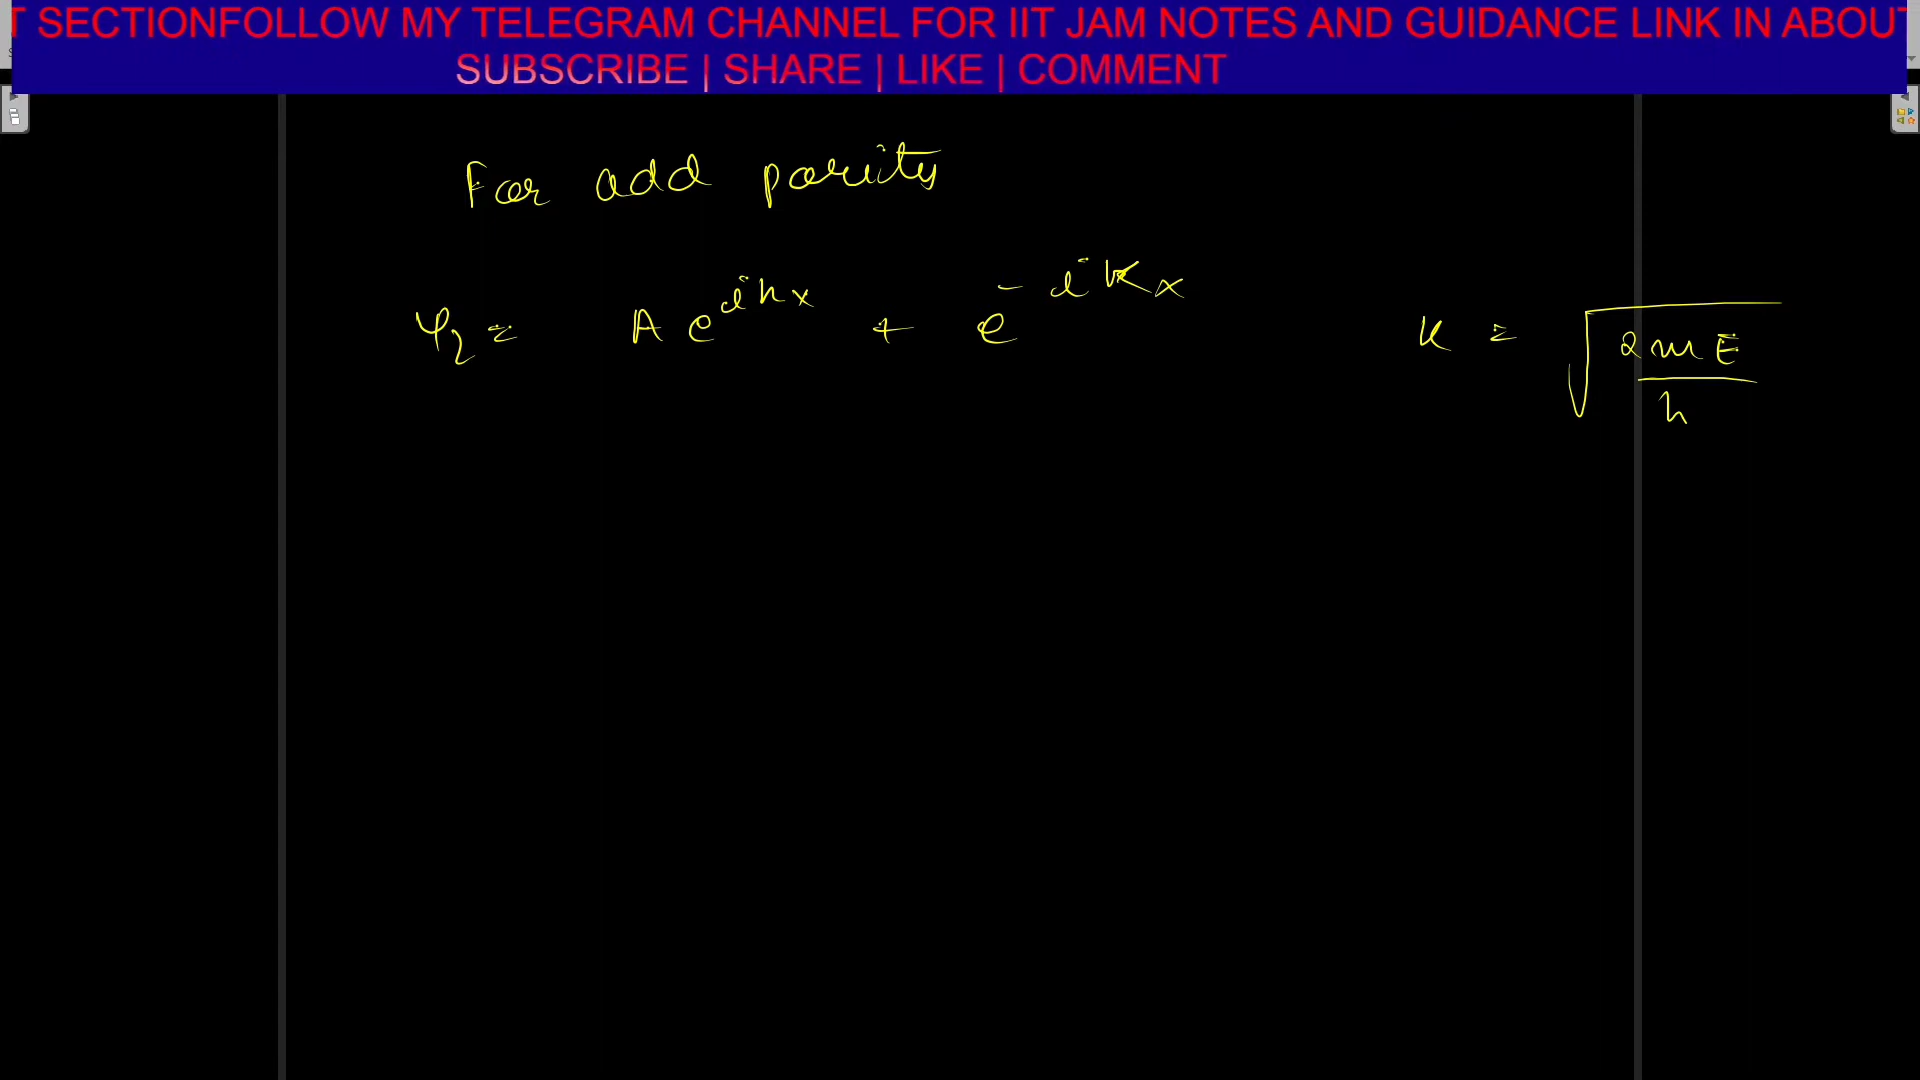 T SECTIONFOLLOW MY TELEGRAM CHANNEL FOR IIT JAM NOTES AND GUIDANCE LINK IN ABOUT
SUBSCRIBE | SHARE | LIKE | COMMENT
For add parity
ψ₂ = A e^{ikx} + e^{-ikx}
k = √(2mE/h)